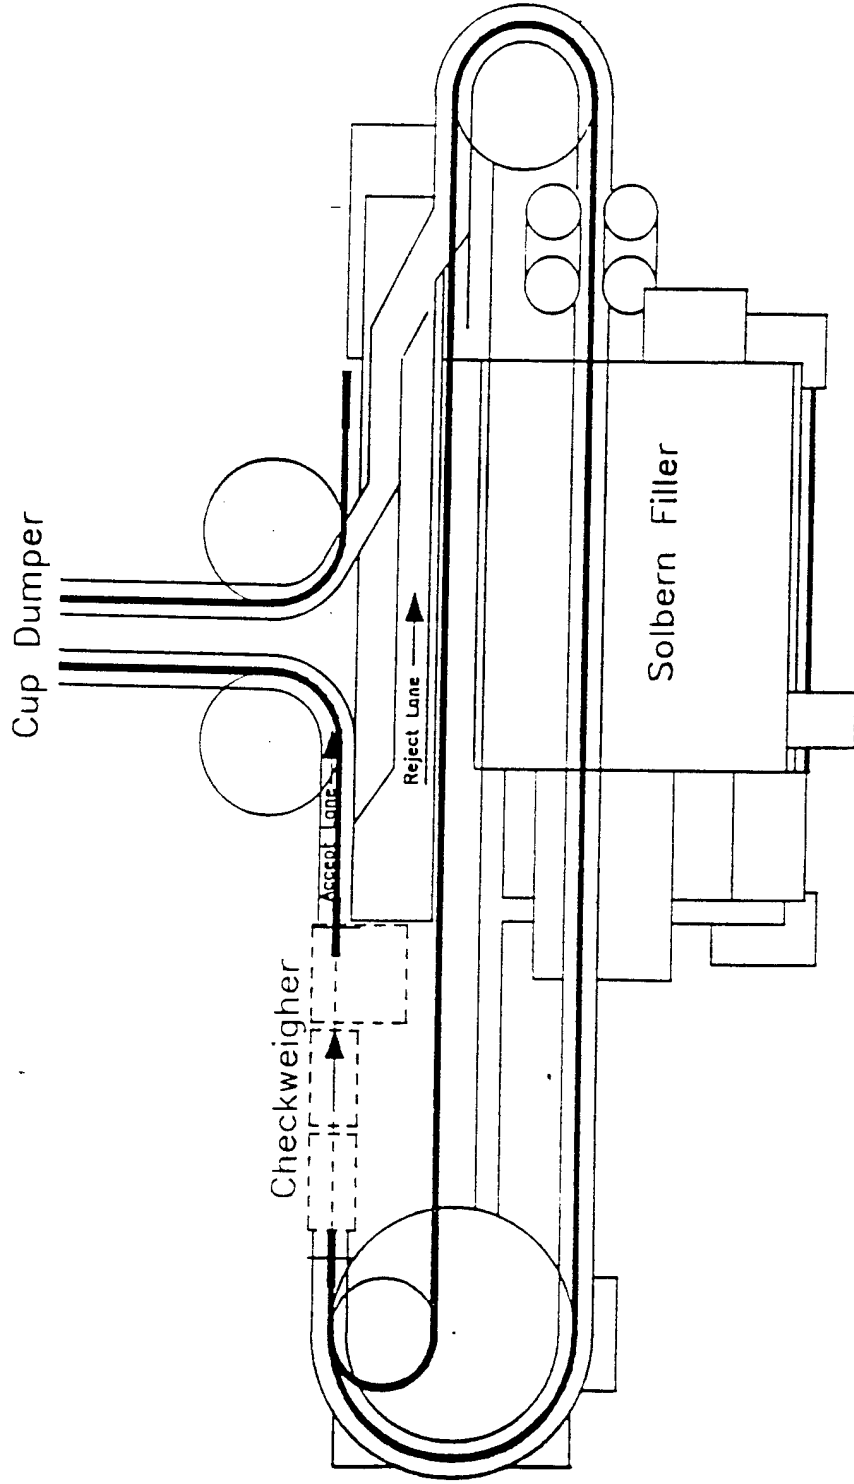 Cup Dumper
Checkweigher
Accept Lane
Reject Lane
Solbern Filler